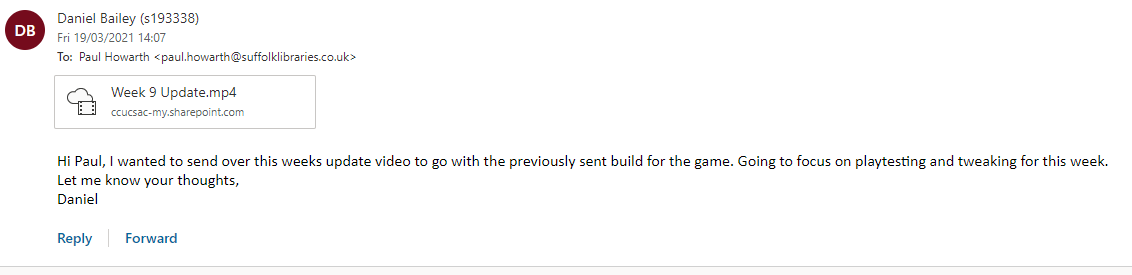 DB
Daniel Bailey (s193338)
Fri 19/03/2021 14:07
To: Paul Howarth <paul.howarth@suffolklibraries.co.uk>
Week 9 Update.mp4
ccucsac-my.sharepoint.com
Hi Paul, I wanted to send over this weeks update video to go with the previously sent build for the game. Going to focus on playtesting and tweaking for this week.
Let me know your thoughts,
Daniel
Reply Forward